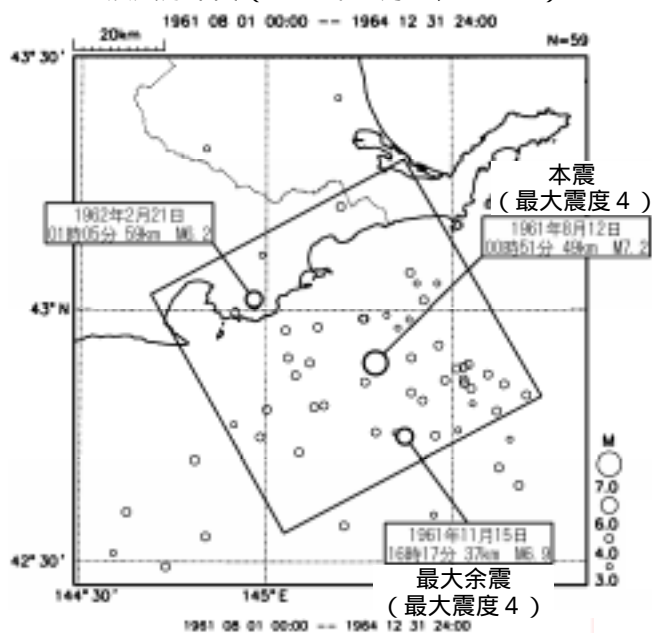 1961 08 01 00:00 -- 1964 12 31 24:00
20km
N=59
43°30'
本震
(最大震度4)
1962年2月21日
01時05分 59km M6.2
1961年8月12日
00時51分 49km M7.2
43°N
M
7.0
6.0
4.0
3.0
1961年11月15日
16時17分 37km M6.9
42°30'
最大余震
(最大震度4)
144°30'
145°E
1961 08 01 00:00 -- 1964 12 31 24:00